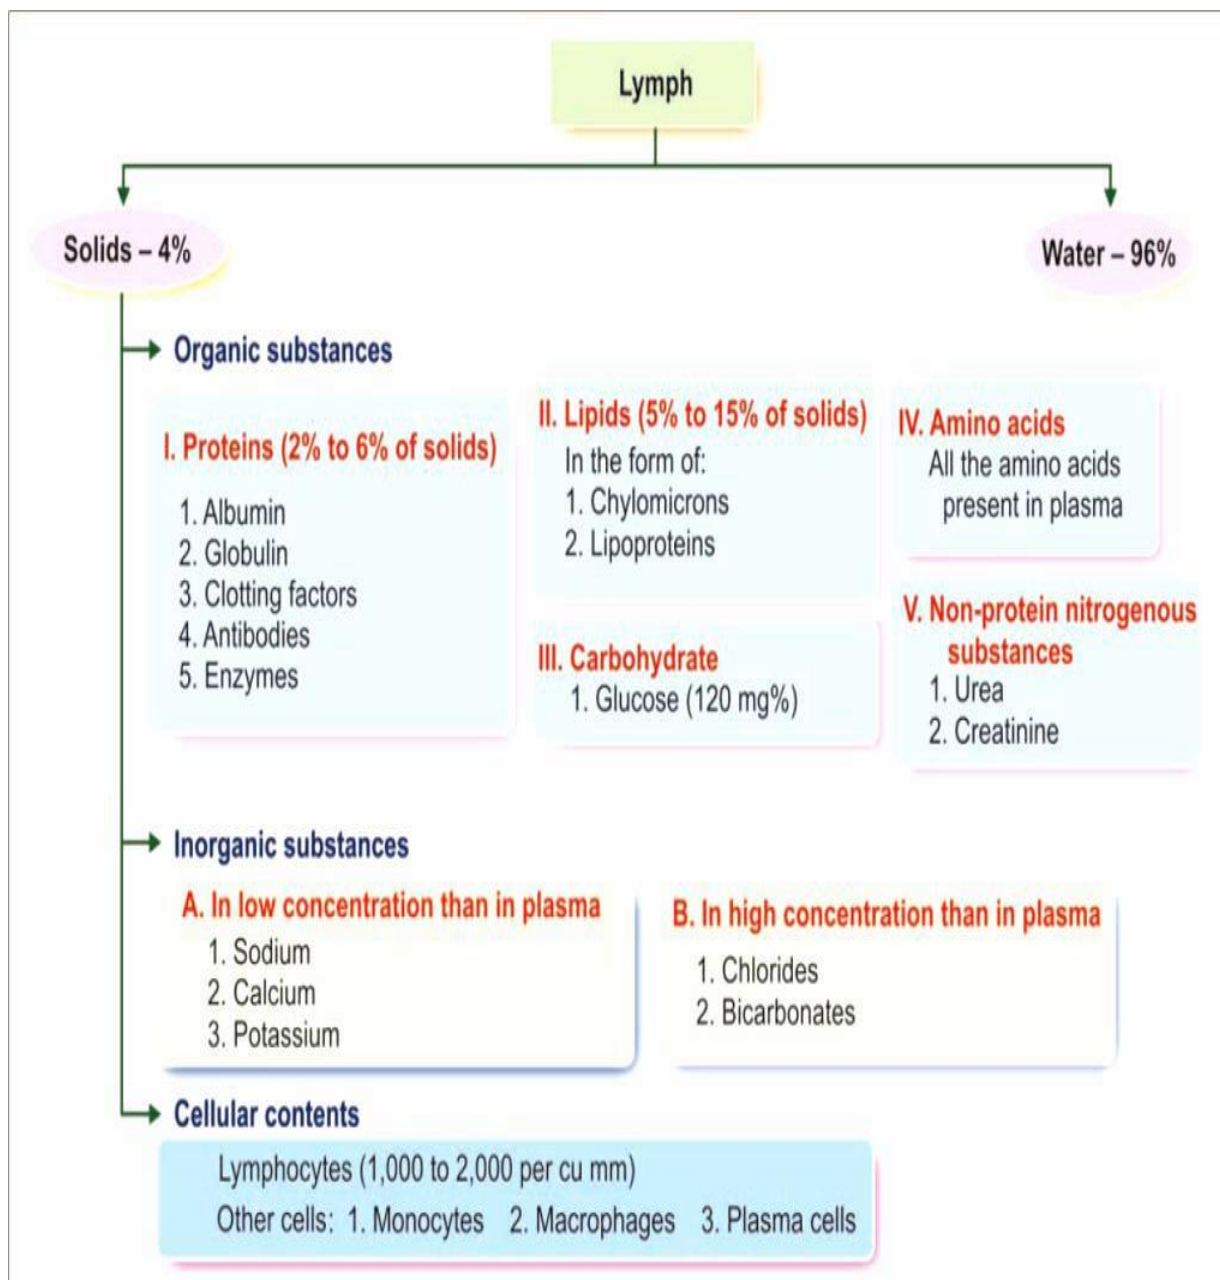 Lymph
Solids – 4%
Water – 96%
Organic substances
I. Proteins (2% to 6% of solids)
1. Albumin
2. Globulin
3. Clotting factors
4. Antibodies
5. Enzymes
II. Lipids (5% to 15% of solids)
In the form of:
1. Chylomicrons
2. Lipoproteins
III. Carbohydrate
1. Glucose (120 mg%)
IV. Amino acids
All the amino acids
present in plasma
V. Non-protein nitrogenous
substances
1. Urea
2. Creatinine
Inorganic substances
A. In low concentration than in plasma
1. Sodium
2. Calcium
3. Potassium
B. In high concentration than in plasma
1. Chlorides
2. Bicarbonates
Cellular contents
Lymphocytes (1,000 to 2,000 per cu mm)
Other cells: 1. Monocytes 2. Macrophages 3. Plasma cells